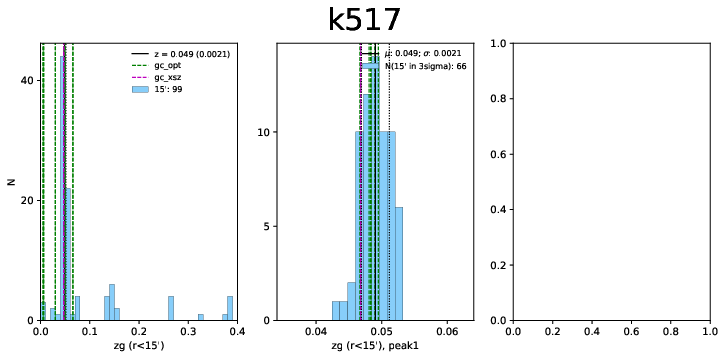 k517
z = 0.049 (0.0021)
gc_opt
gc_xsz
15': 99
N
0
20
40
0.0 0.1 0.2 0.3 0.4
zg (r<15')
μ: 0.049; σ: 0.0021
N(15' in 3sigma): 66
0
5
10
0.04 0.05 0.06
zg (r<15'), peak1
1.0
0.8
0.6
0.4
0.2
0.0
0.0 0.2 0.4 0.6 0.8 1.0